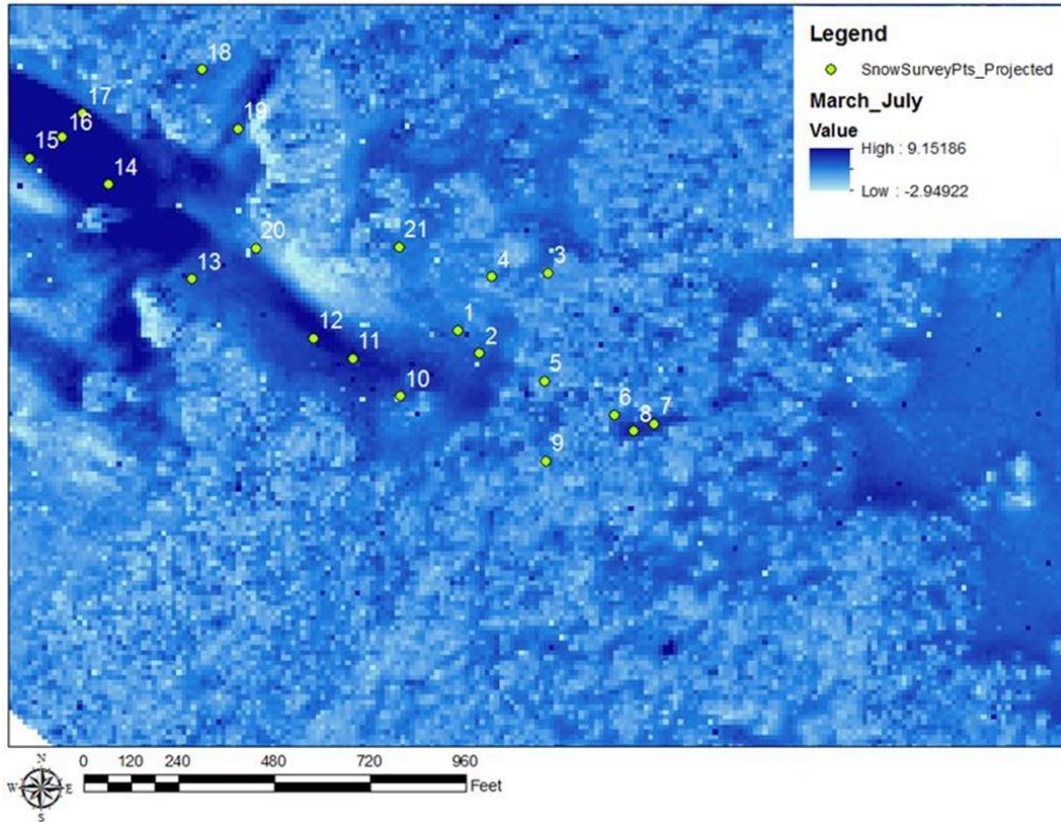 Legend
SnowSurveyPts_Projected
March_July
Value
High : 9.15186
Low : -2.94922
18
17
19
16
15
14
20
21
13
4
3
1
12
2
11
5
10
6
7
8
9
N
W E
S
0 120 240 480 720 960
Feet